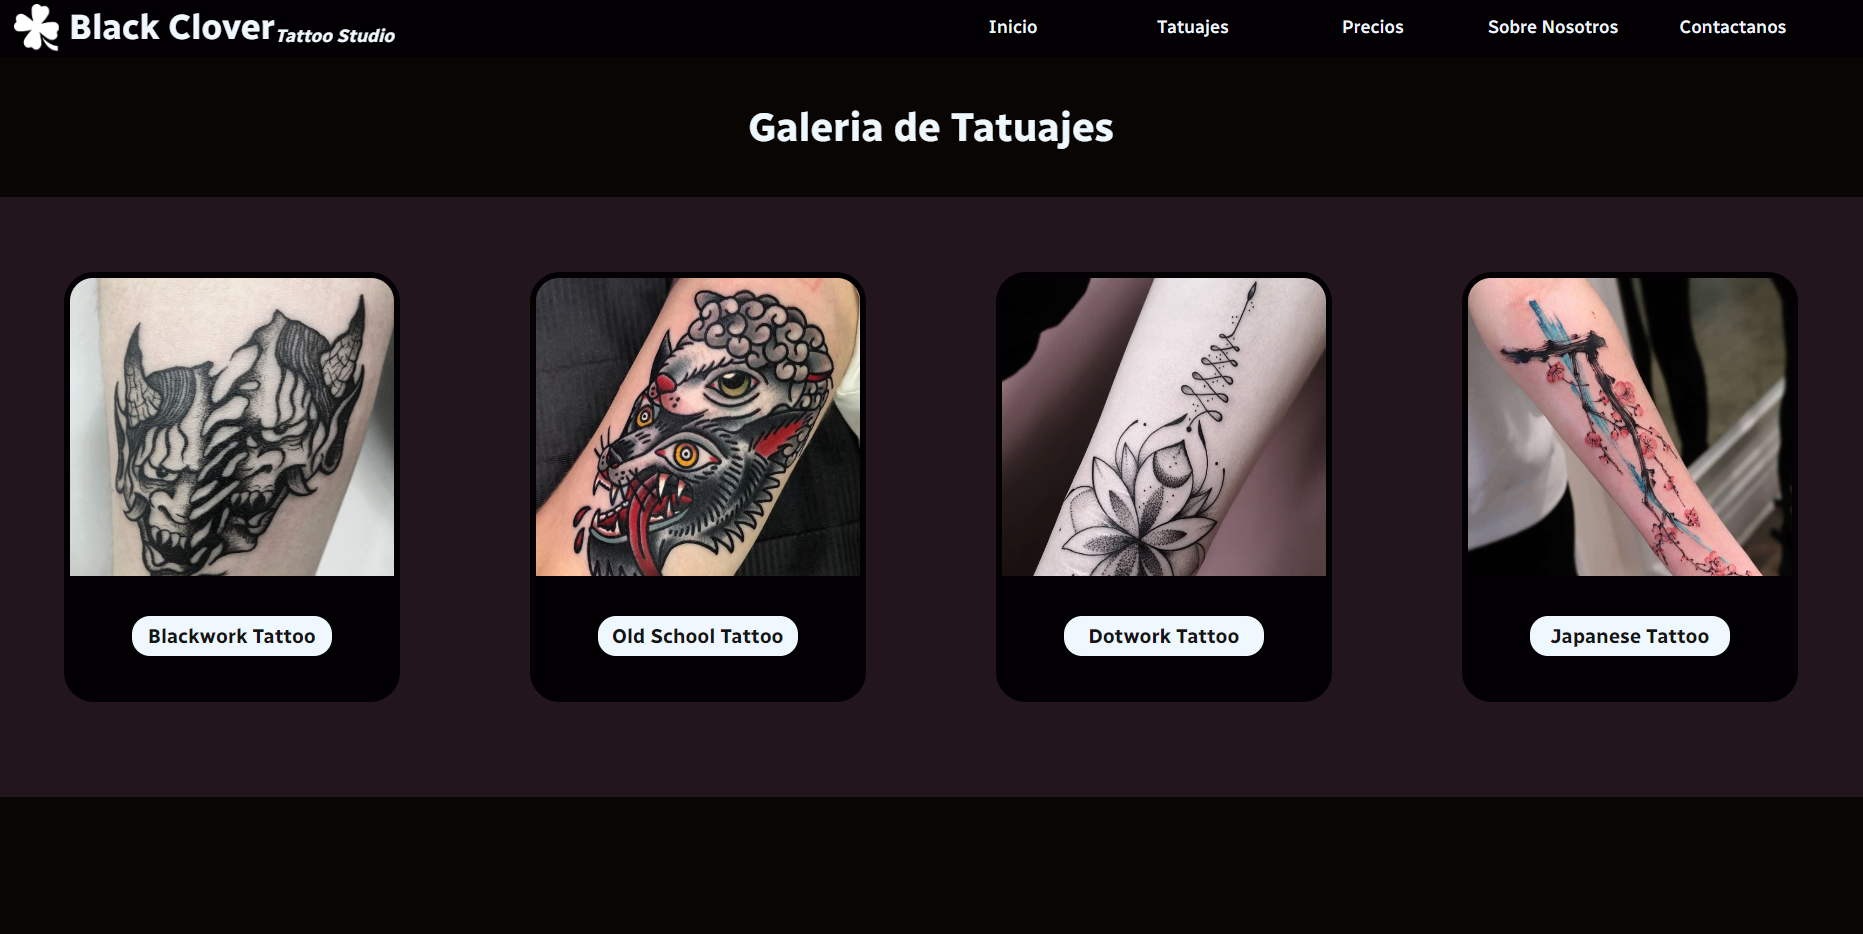 Black Clover Tattoo Studio
Inicio Tatuajes Precios Sobre Nosotros Contactanos
Galeria de Tatuajes
Blackwork Tattoo
Old School Tattoo
Dotwork Tattoo
Japanese Tattoo